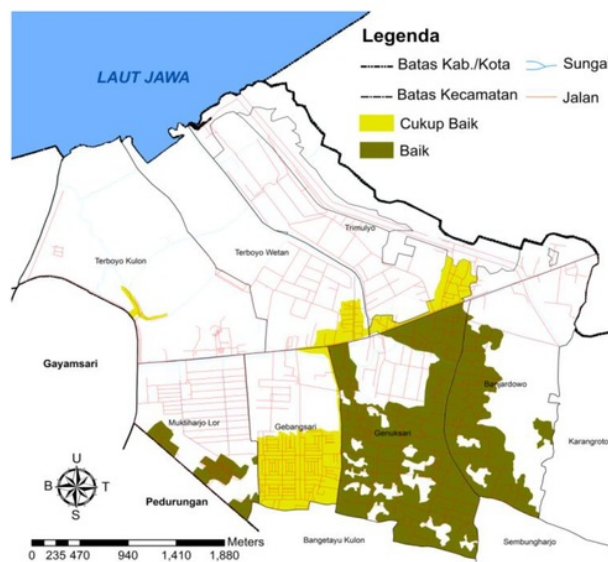 LAUT JAWA
Legenda
Batas Kab./Kota
Sungai
Batas Kecamatan
Jalan
Cukup Baik
Baik
Trimulyo
Terboyo Wetan
Terboyo Kulon
Gayamsari
Banjardowo
Muktiharjo Lor
Gebangsari
Genuksari
Karangroto
U
B T
S
Pedurungan
Meters
0 235 470 940 1,410 1,880
Bangetayu Kulon
Sembungharjo